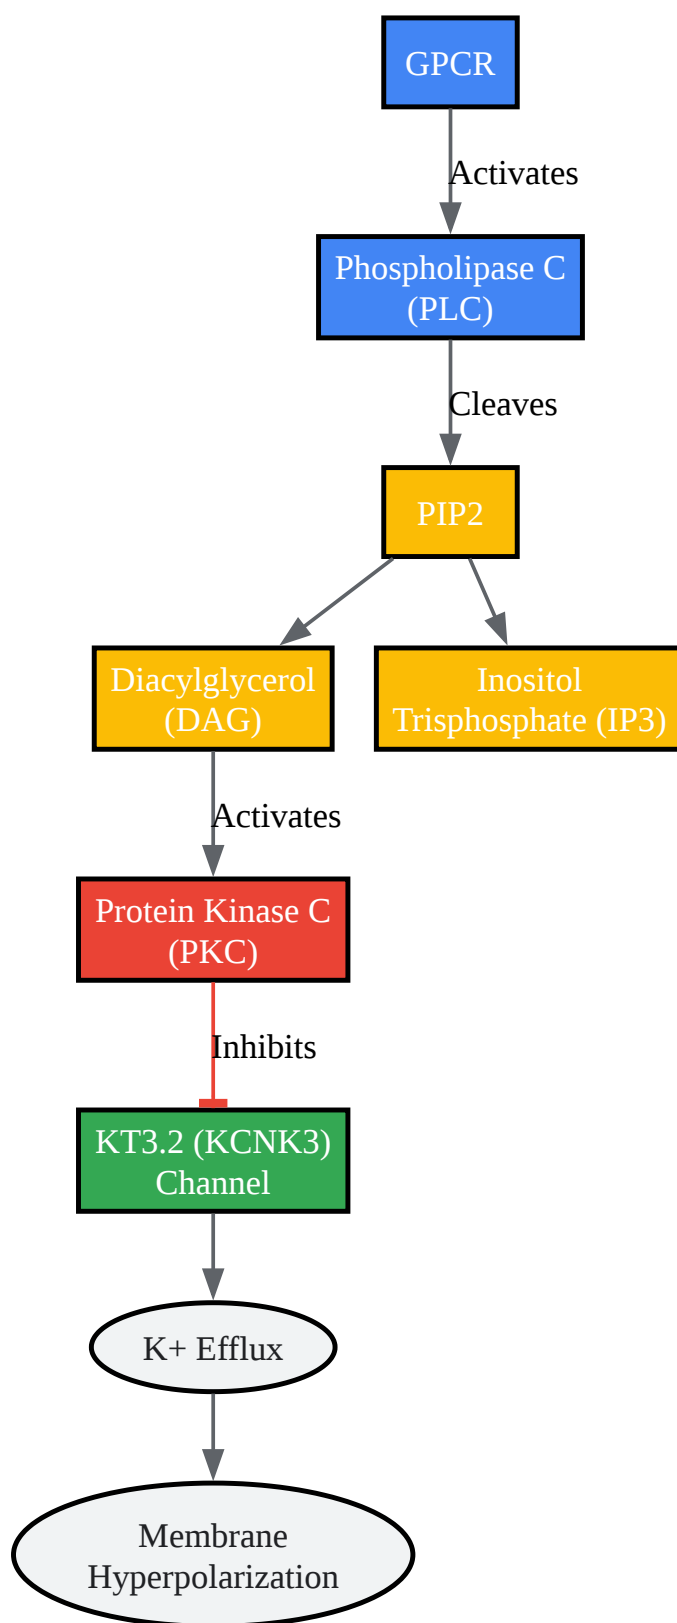 GPCR
Activates
Phospholipase C
(PLC)
Cleaves
PIP2
Diacylglycerol
(DAG)
Inositol
Trisphosphate (IP3)
Activates
Protein Kinase C
(PKC)
Inhibits
KT3.2 (KCNK3)
Channel
K+ Efflux
Membrane
Hyperpolarization